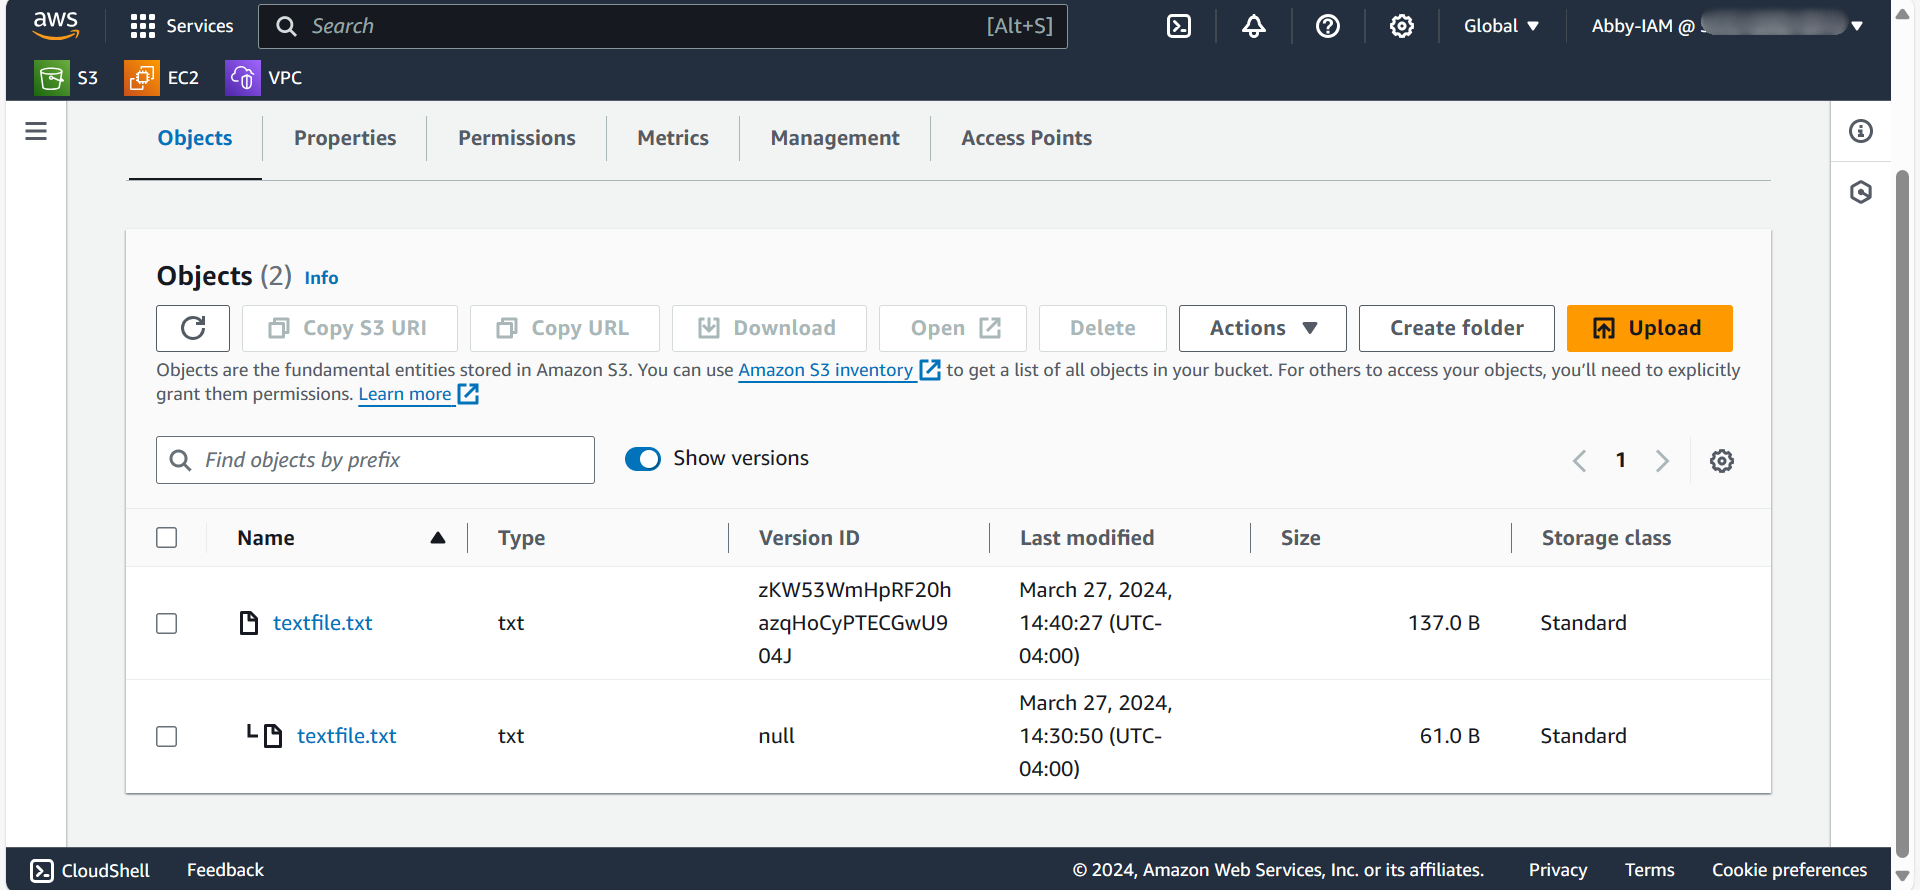 aws Services Search [Alt+S] Global Abby-IAM @
S3 EC2 VPC
Objects Properties Permissions Metrics Management Access Points
Objects (2) Info
Copy S3 URI Copy URL Download Open Delete Actions Create folder Upload
Objects are the fundamental entities stored in Amazon S3. You can use Amazon S3 inventory to get a list of all objects in your bucket. For others to access your objects, you'll need to explicitly
grant them permissions. Learn more
Find objects by prefix Show versions 1
Name Type Version ID Last modified Size Storage class
zKW53WmHpRF20h March 27, 2024,
textfile.txt txt azqHoCyPTECGwU9 14:40:27 (UTC- 137.0 B Standard
04J 04:00)
March 27, 2024,
textfile.txt txt null 14:30:50 (UTC- 61.0 B Standard
04:00)
CloudShell Feedback © 2024, Amazon Web Services, Inc. or its affiliates. Privacy Terms Cookie preferences